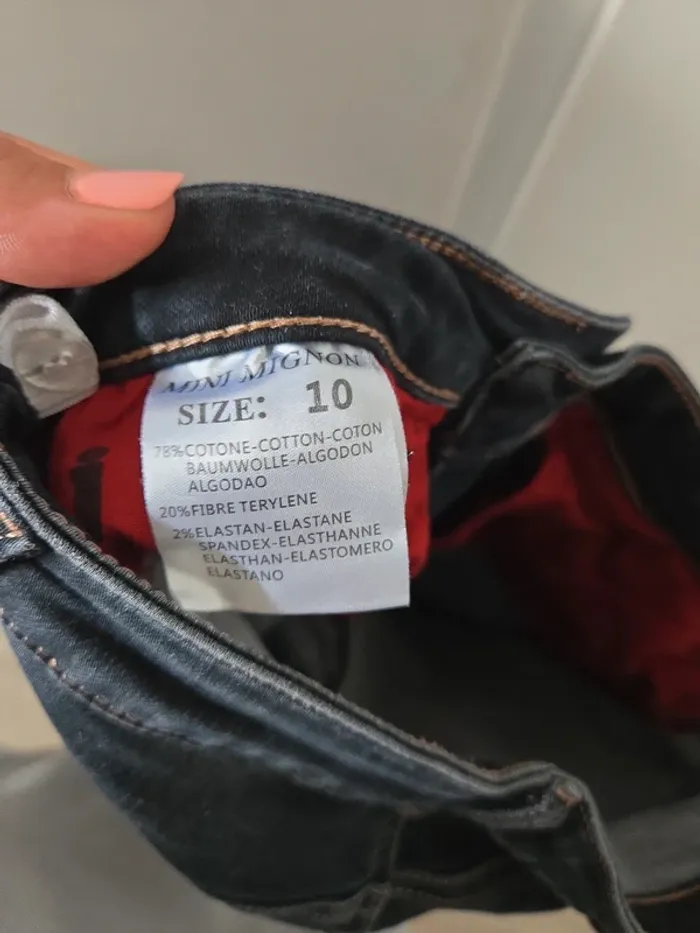 MINI MIGNON
SIZE: 10
78%COTONE-COTTON-COTON
BAUMWOLLE-ALGODON
ALGODAO
20%FIBRE TERYLENE
2%ELASTAN-ELASTANE
SPANDEX-ELASTHANNE
ELASTHAN-ELASTOMERO
ELASTANO